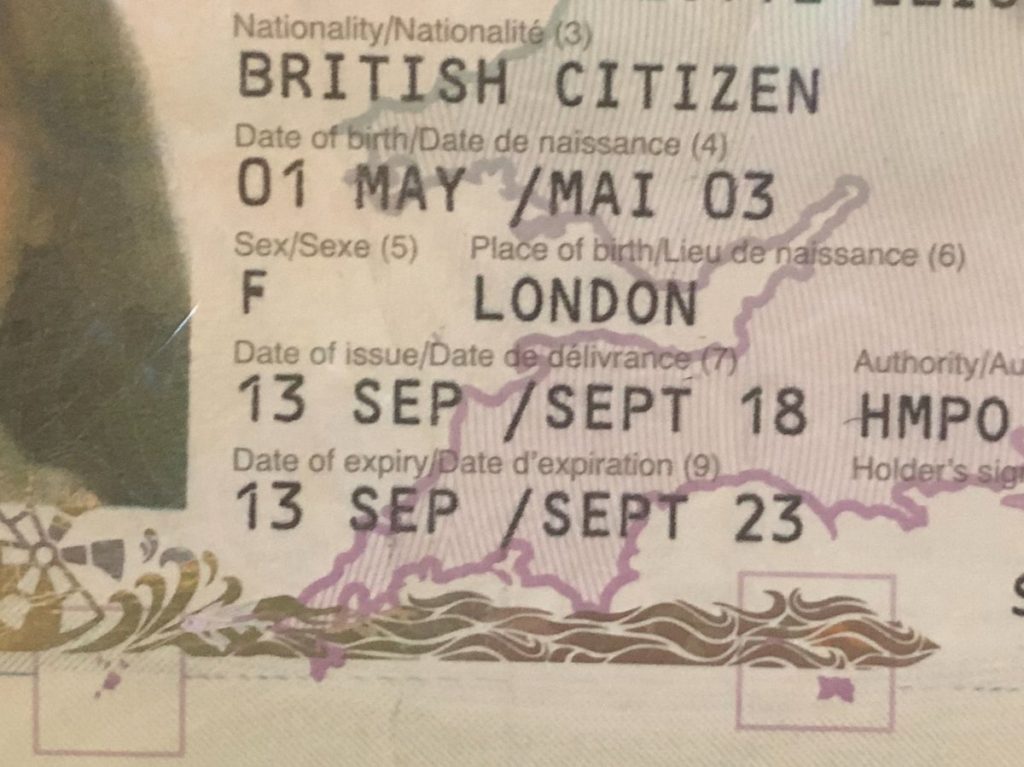 Nationality/Nationalité (3)
BRITISH CITIZEN
Date of birth/Date de naissance (4)
01 MAY /MAI 03
Sex/Sexe (5) Place of birth/Lieu de naissance (6)
F LONDON
Date of issue/Date de délivrance (7) Authority/Au
13 SEP /SEPT 18 HMPO
Date of expiry/Date d'expiration (9) Holder's sig
13 SEP /SEPT 23